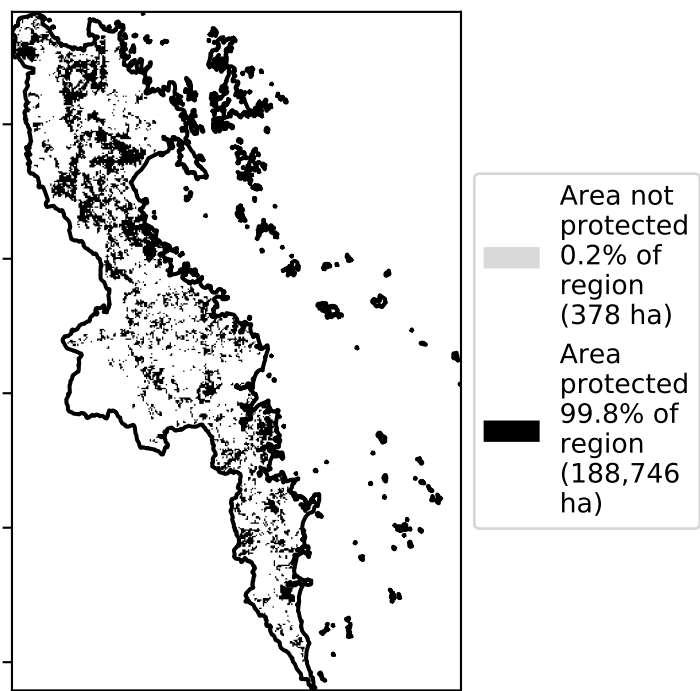 Area not
protected
0.2% of
region
(378 ha)
Area
protected
99.8% of
region
(188,746
ha)